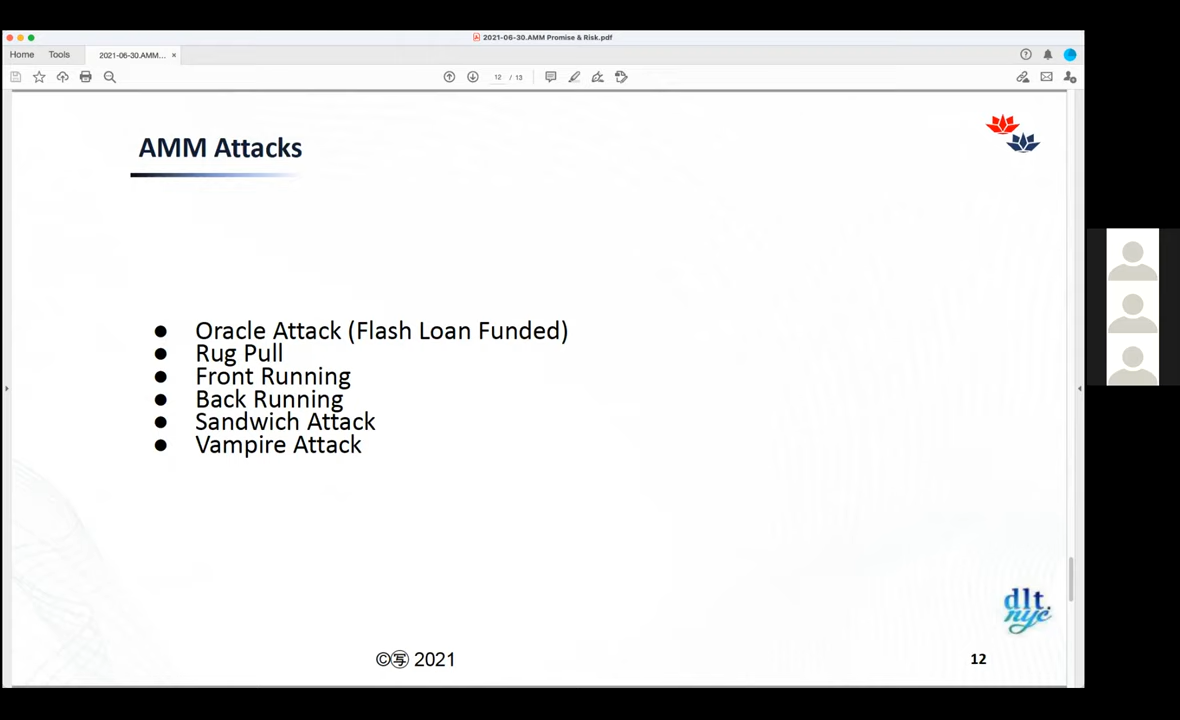 2021-06-30.AMM Promise & Risk.pdf
Home Tools 2021-06-30.AMM... ×
12 / 13
AMM Attacks
● Oracle Attack (Flash Loan Funded)
● Rug Pull
● Front Running
● Back Running
● Sandwich Attack
● Vampire Attack
dlt.
nyc
©㊢ 2021
12